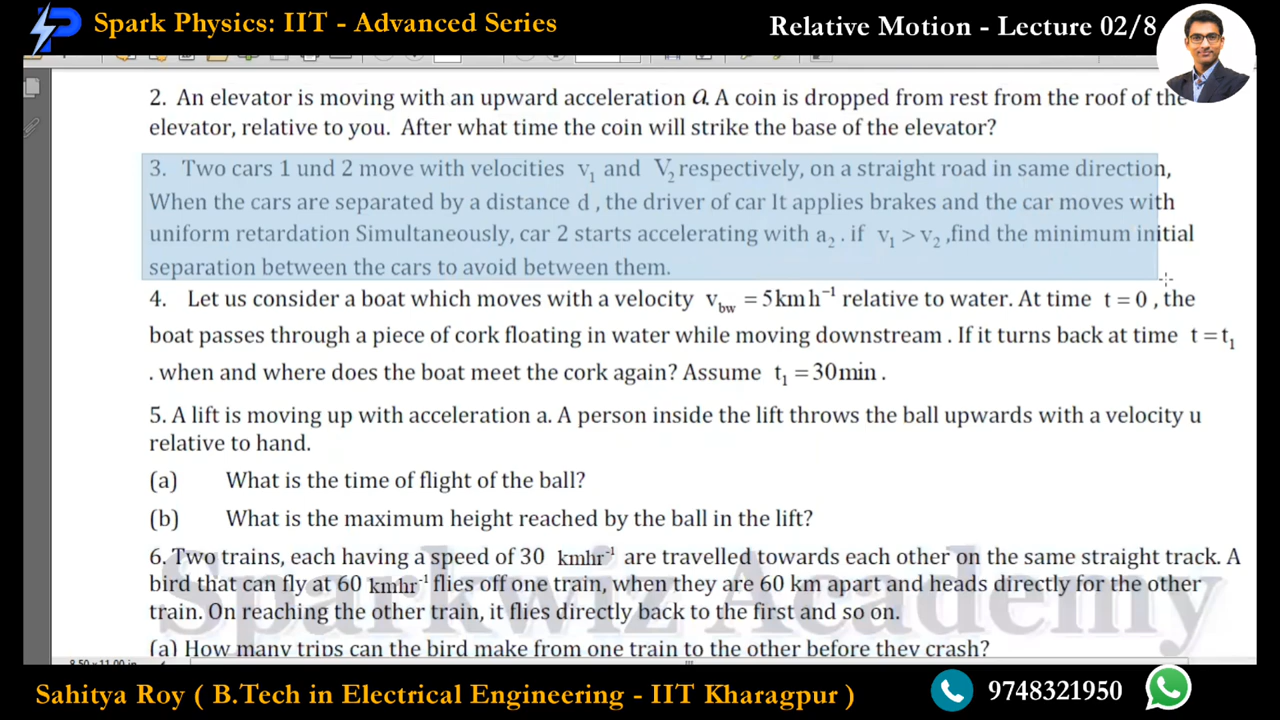 Spark Physics: IIT - Advanced Series
Relative Motion - Lecture 02/8
2. An elevator is moving with an upward acceleration a. A coin is dropped from rest from the roof of the
elevator, relative to you. After what time the coin will strike the base of the elevator?
3. Two cars 1 und 2 move with velocities v₁ and V₂ respectively, on a straight road in same direction,
When the cars are separated by a distance d , the driver of car It applies brakes and the car moves with
uniform retardation Simultaneously, car 2 starts accelerating with a₂ . if v₁ > v₂ ,find the minimum initial
separation between the cars to avoid between them.
4. Let us consider a boat which moves with a velocity v_bw = 5km h⁻¹ relative to water. At time t = 0 , the
boat passes through a piece of cork floating in water while moving downstream . If it turns back at time t = t₁
. when and where does the boat meet the cork again? Assume t₁ = 30min .
5. A lift is moving up with acceleration a. A person inside the lift throws the ball upwards with a velocity u
relative to hand.
(a) What is the time of flight of the ball?
(b) What is the maximum height reached by the ball in the lift?
6. Two trains, each having a speed of 30 kmhr⁻¹ are travelled towards each other on the same straight track. A
bird that can fly at 60 kmhr⁻¹ flies off one train, when they are 60 km apart and heads directly for the other
train. On reaching the other train, it flies directly back to the first and so on.
Sparkwiz Academy
(a) How many trips can the bird make from one train to the other before they crash?
8.50 x 11.00 in
Sahitya Roy ( B.Tech in Electrical Engineering - IIT Kharagpur )
9748321950